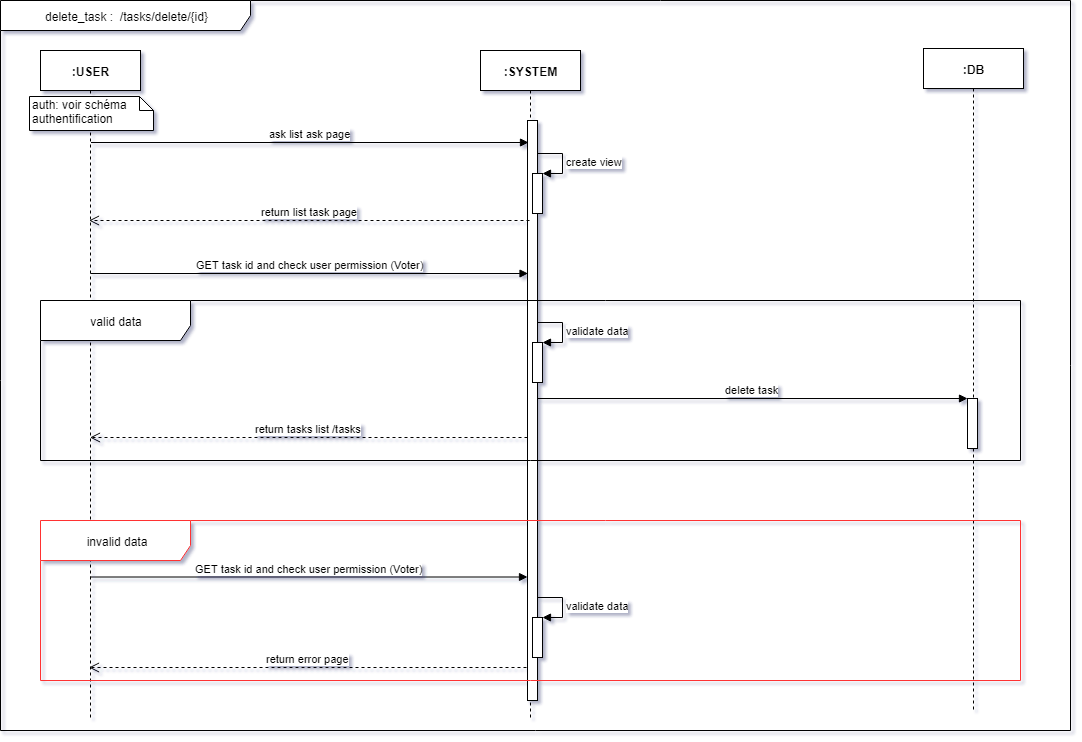 delete_task : /tasks/delete/{id}
:USER
:SYSTEM
:DB
auth: voir schéma
authentification
ask list ask page
create view
return list task page
GET task id and check user permission (Voter)
valid data
validate data
delete task
return tasks list /tasks
invalid data
GET task id and check user permission (Voter)
validate data
return error page